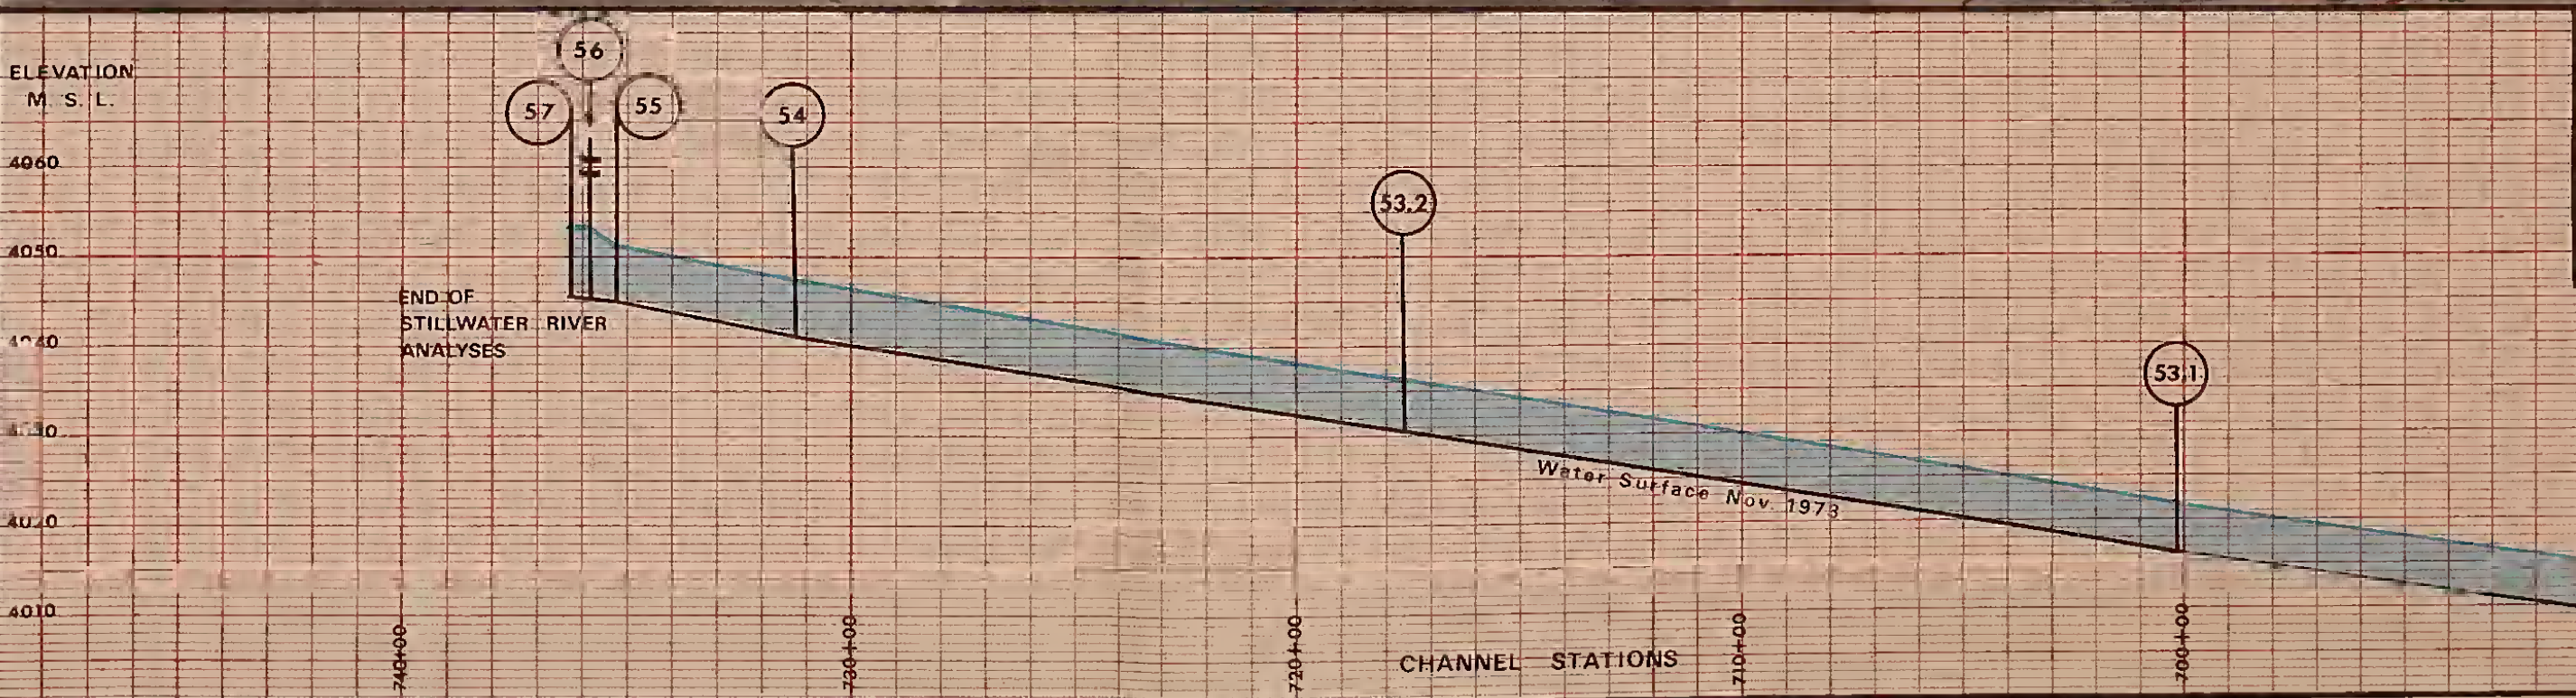 56
ELEVATION
M. S. L.
57
55
54
4060
53.2
4050
END OF
STILLWATER RIVER
ANALYSES
53.1
Water Surface Nov. 1973
4010
740+00
730+00
720+00
710+00
700+00
CHANNEL STATIONS